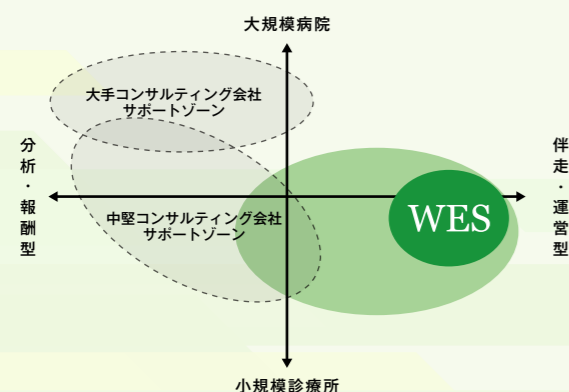 大規模病院
大手コンサルティング会社
サポートゾーン
分析・報酬型
伴走・運営型
中堅コンサルティング会社
サポートゾーン
WES
小規模診療所